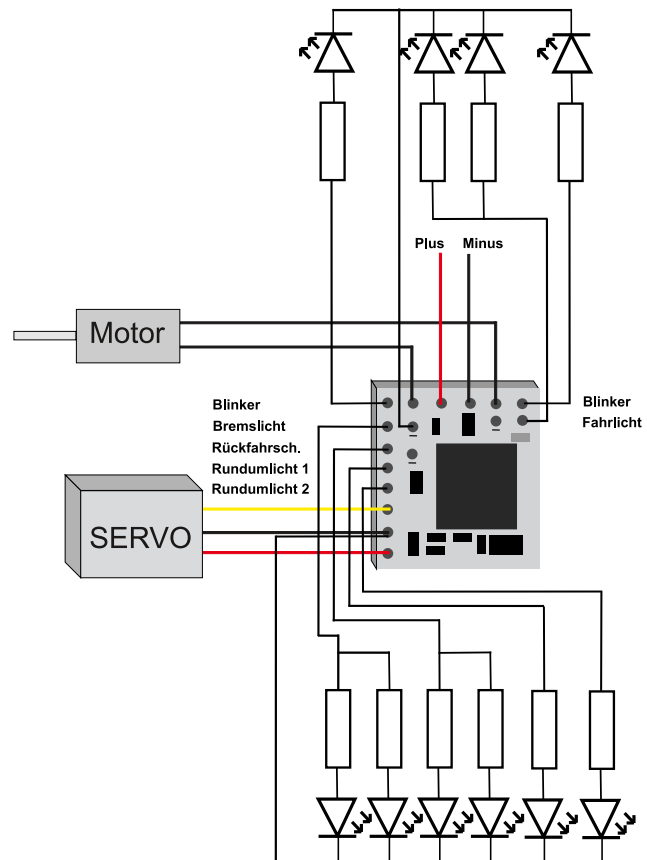 Plus Minus
Motor
Blinker
Bremslicht
Rückfahrsch.
Rundumlicht 1
Rundumlicht 2
Blinker
Fahrlicht
SERVO